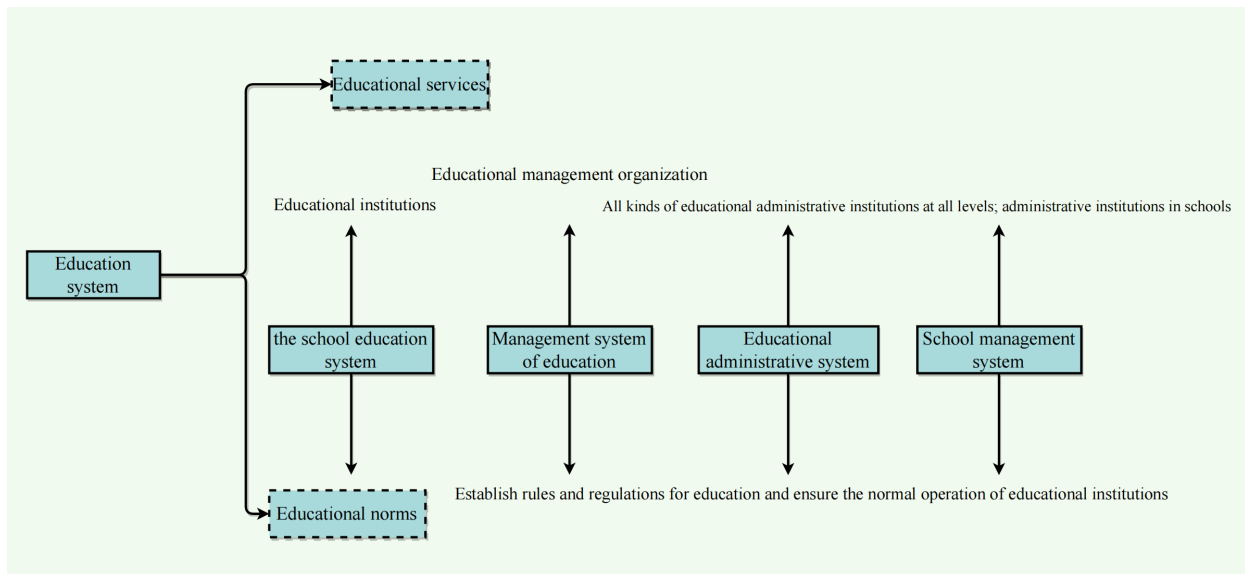 Educational services
Educational management organization
Educational institutions
All kinds of educational administrative institutions at all levels; administrative institutions in schools
Education
system
the school education
system
Management system
of education
Educational
administrative system
School management
system
Educational norms
Establish rules and regulations for education and ensure the normal operation of educational institutions